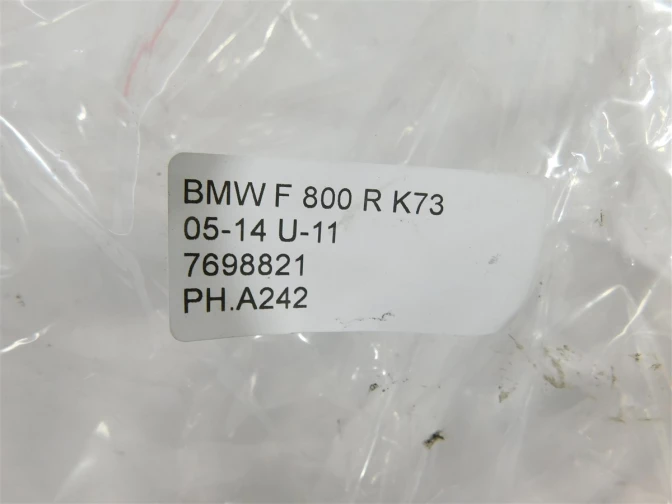 BMW F 800 R K73
05-14 U-11
7698821
PH.A242